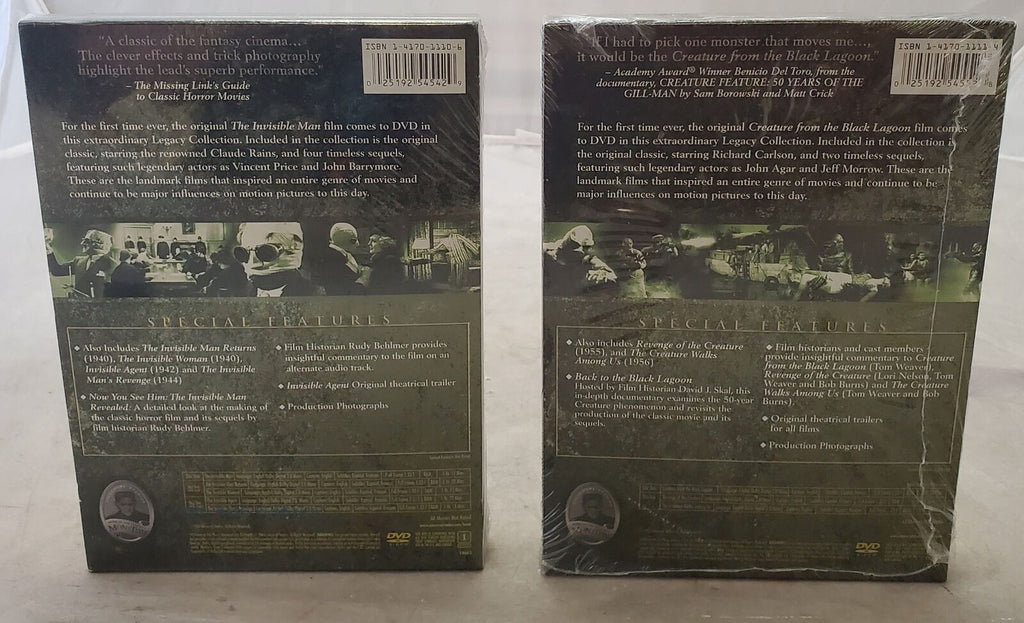 "A classic of the fantasy cinema...
The clever effects and trick photography
highlight the lead's superb performance."
– The Missing Link's Guide
to Classic Horror Movies
ISBN 1-4170-1110-6
0 25192 54542 9
For the first time ever, the original The Invisible Man film comes to DVD in
this extraordinary Legacy Collection. Included in the collection is the original
classic, starring the renowned Claude Rains, and four timeless sequels,
featuring such legendary actors as Vincent Price and John Barrymore.
These are the landmark films that inspired an entire genre of movies and
continue to be major influences on motion pictures to this day.
SPECIAL FEATURES
◆ Also Includes The Invisible Man Returns
(1940), The Invisible Woman (1940),
Invisible Agent (1942) and The Invisible
Man's Revenge (1944)
◆ Now You See Him: The Invisible Man
Revealed: A detailed look at the making of
the classic horror film and its sequels by
film historian Rudy Behlmer.
◆ Film Historian Rudy Behlmer provides
insightful commentary to the film on an
alternate audio track.
◆ Invisible Agent Original theatrical trailer
◆ Production Photographs
DVD
1
If I had to pick one monster that moves me...,
it would be the Creature from the Black Lagoon."
– Academy Award® Winner Benicio Del Toro, from the
documentary, CREATURE FEATURE: 50 YEARS OF THE
GILL-MAN by Sam Borowski and Matt Crick
ISBN 1-4170-1111-4
0 25192 8
For the first time ever, the original Creature from the Black Lagoon film comes
to DVD in this extraordinary Legacy Collection. Included in the collection is
the original classic, starring Richard Carlson, and two timeless sequels,
featuring such legendary actors as John Agar and Jeff Morrow. These are the
landmark films that inspired an entire genre of movies and continue to be
major influences on motion pictures to this day.
SPECIAL FEATURES
◆ Also includes Revenge of the Creature
(1955), and The Creature Walks
Among Us (1956)
◆ Back to the Black Lagoon
Hosted by Film Historian David J. Skal, this
in-depth documentary examines the 50-year
Creature phenomenon and revisits the
production of the classic movie and its
sequels.
◆ Film historians and cast members
provide insightful commentary to Creature
from the Black Lagoon (Tom Weaver),
Revenge of the Creature (Lori Nelson, Tom
Weaver and Bob Burns) and The Creature
Walks Among Us (Tom Weaver and Bob
Burns).
◆ Original theatrical trailers
for all films
◆ Production Photographs
DVD